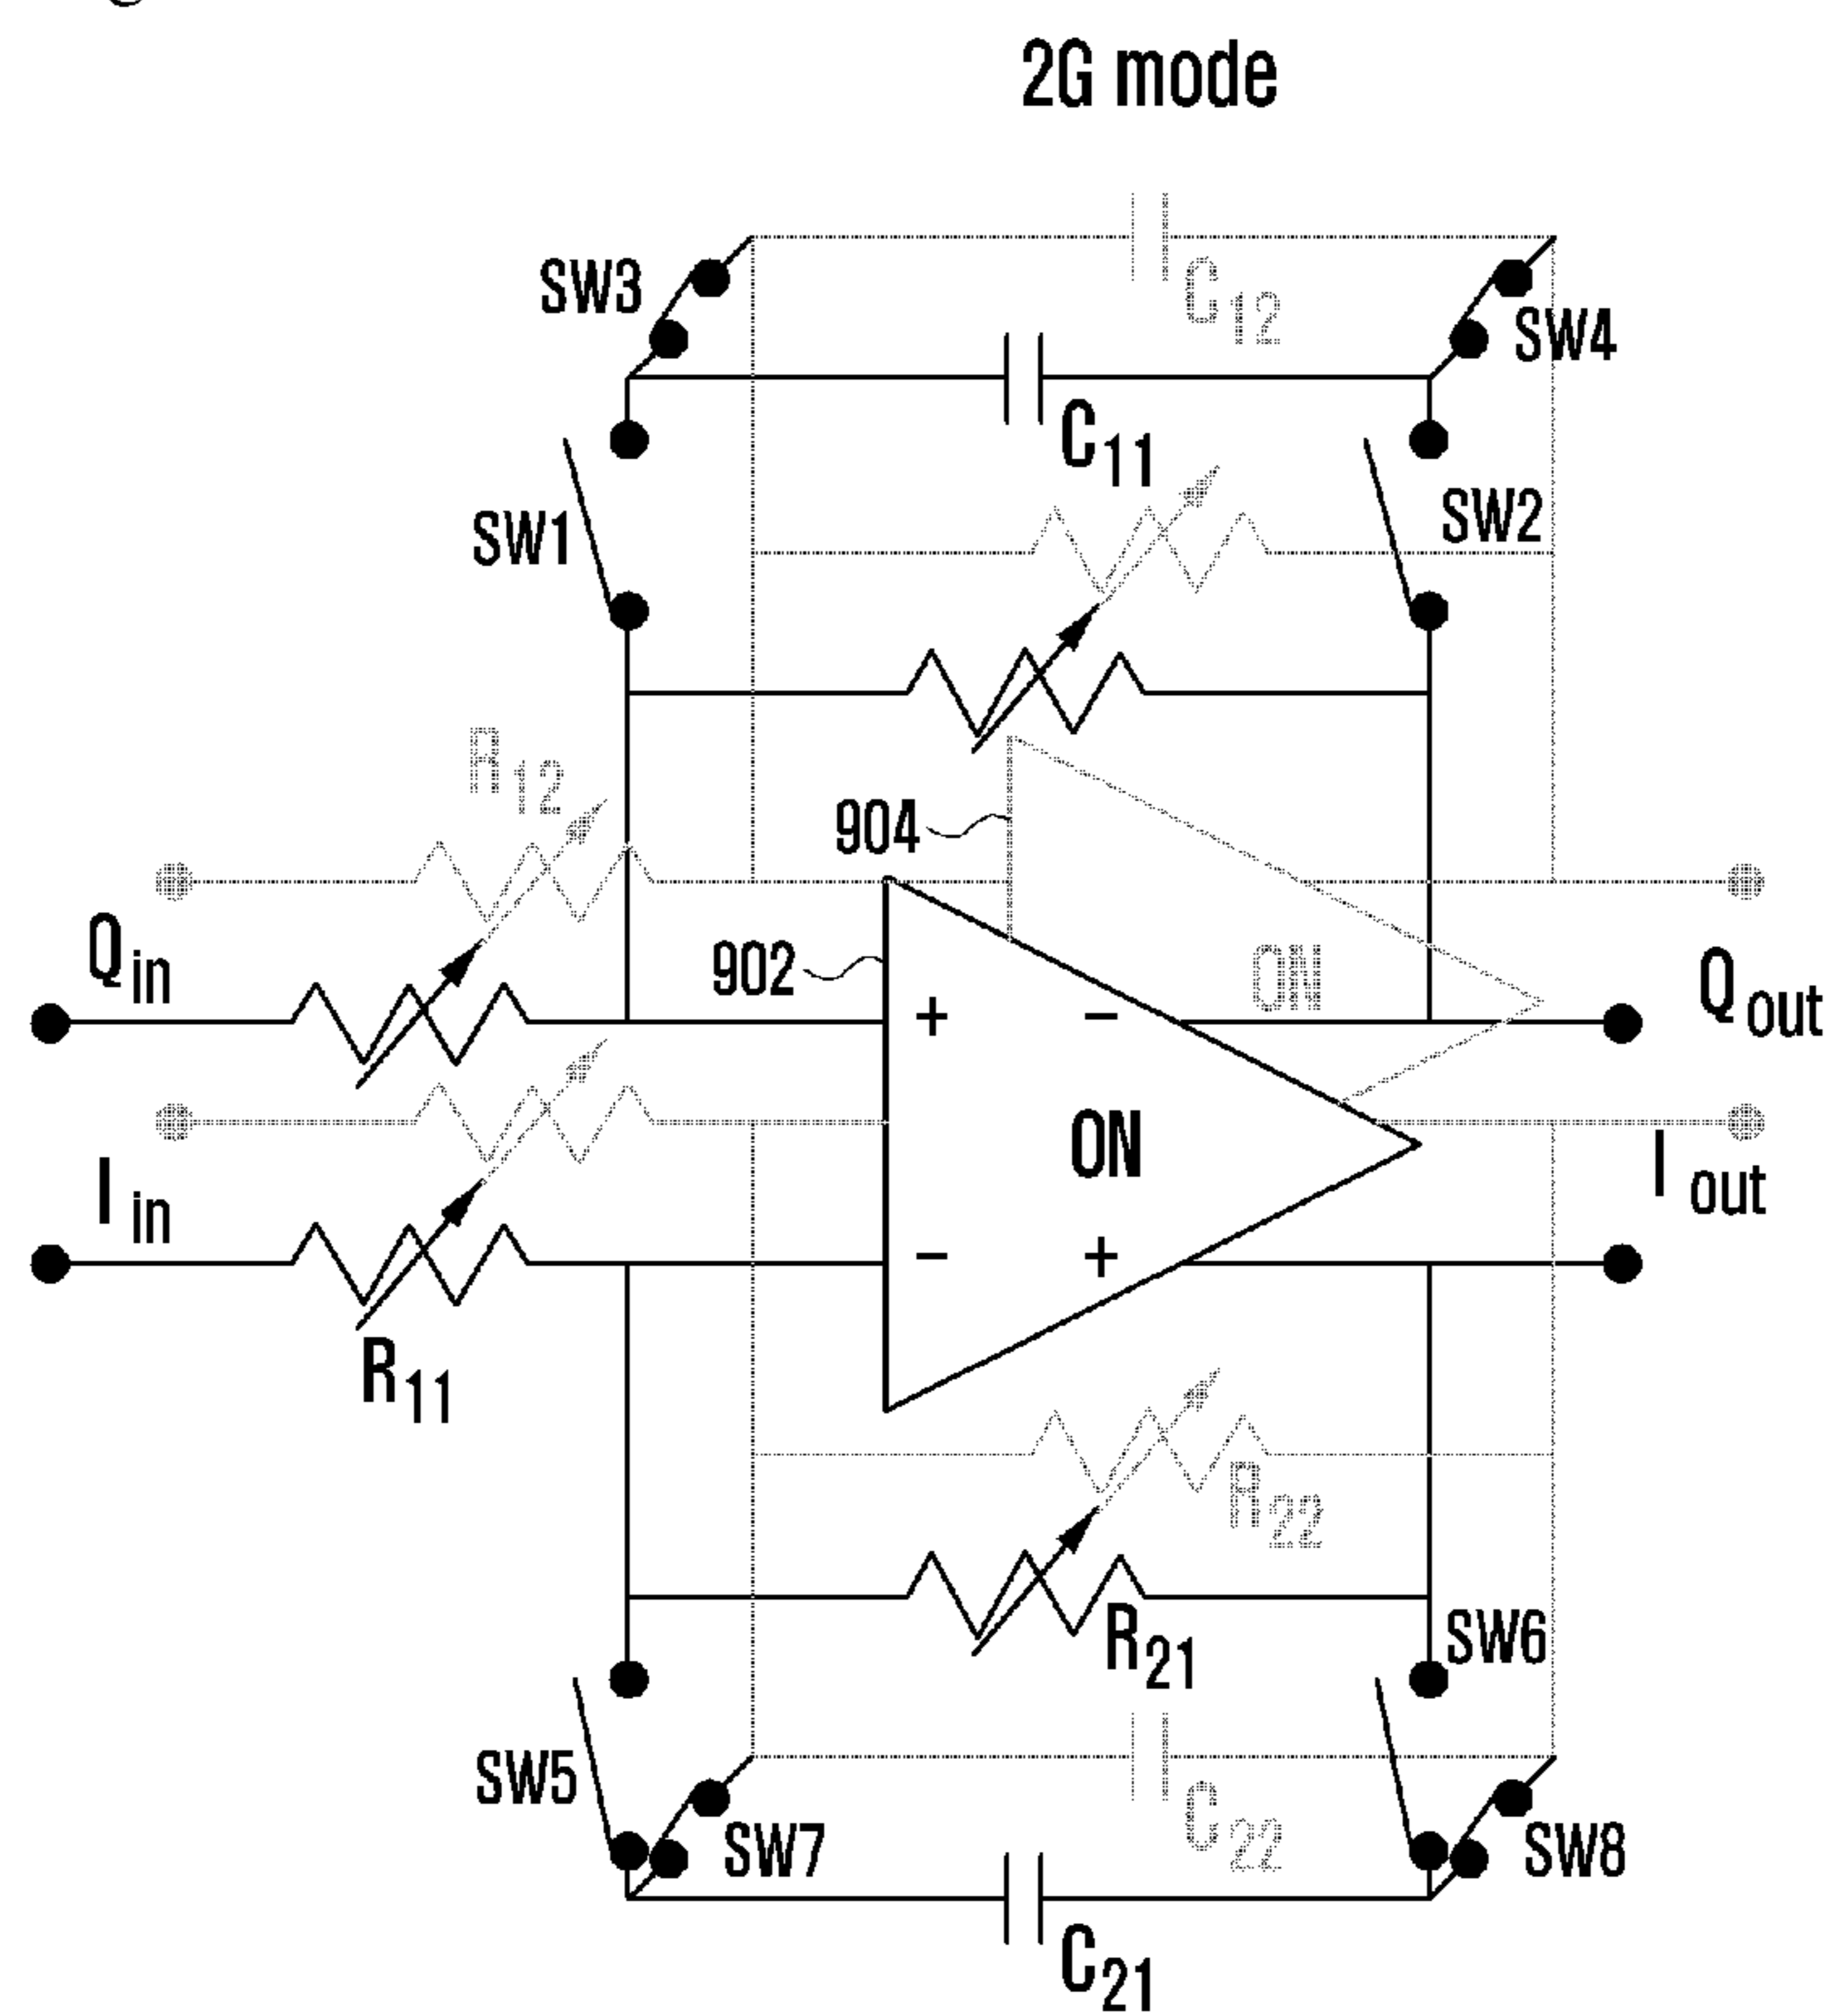 2G mode
SW3
C12
SW4
C11
SW1
SW2
R12
904
Qin
902
ON
Qout
+ −
Iin
ON
Iout
− +
R11
R22
R21
SW6
SW5
SW7
C22
SW8
C21